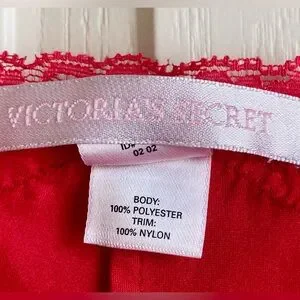 VICTORIA'S SECRET
02 02
BODY:
100% POLYESTER
TRIM:
100% NYLON